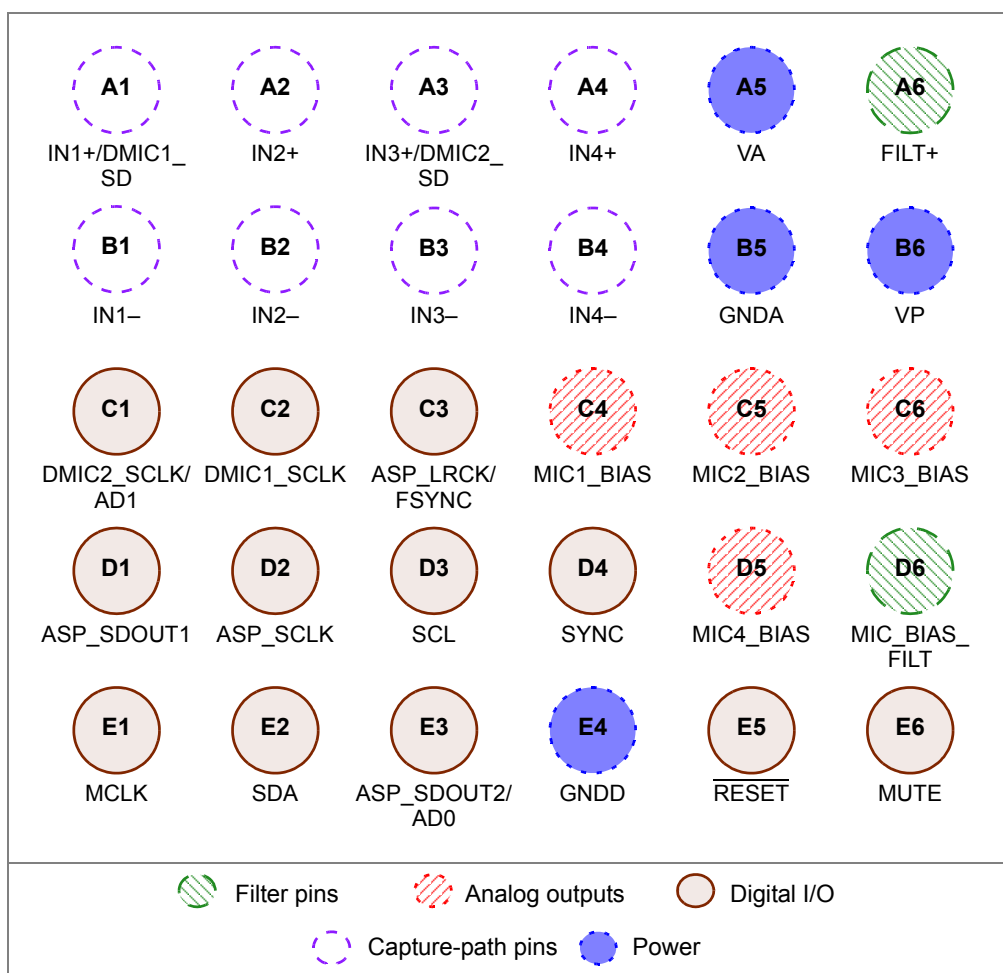 A1 A2 A3 A4 A5 A6
IN1+/DMIC1_ IN2+ IN3+/DMIC2_ IN4+ VA FILT+
SD SD
B1 B2 B3 B4 B5 B6
IN1– IN2– IN3– IN4– GNDA VP
C1 C2 C3 C4 C5 C6
DMIC2_SCLK/ DMIC1_SCLK ASP_LRCK/ MIC1_BIAS MIC2_BIAS MIC3_BIAS
AD1 FSYNC
D1 D2 D3 D4 D5 D6
ASP_SDOUT1 ASP_SCLK SCL SYNC MIC4_BIAS MIC_BIAS_
FILT
E1 E2 E3 E4 E5 E6
MCLK SDA ASP_SDOUT2/ GNDD RESET MUTE
AD0
Filter pins Analog outputs Digital I/O
Capture-path pins Power